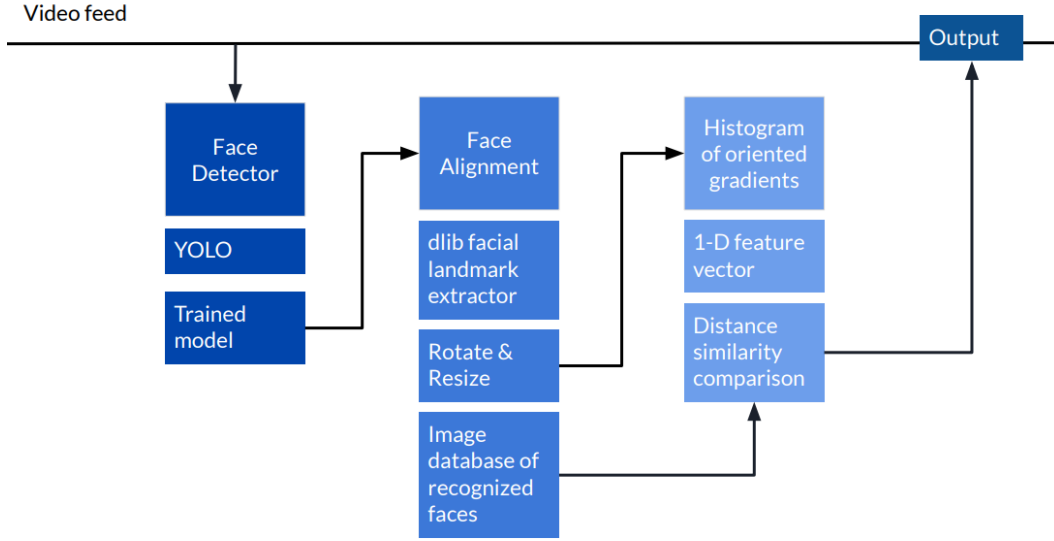 Video feed
Output
Face
Detector
YOLO
Trained
model
Face
Alignment
dlib facial
landmark
extractor
Rotate &
Resize
Image
database of
recognized
faces
Histogram
of oriented
gradients
1-D feature
vector
Distance
similarity
comparison